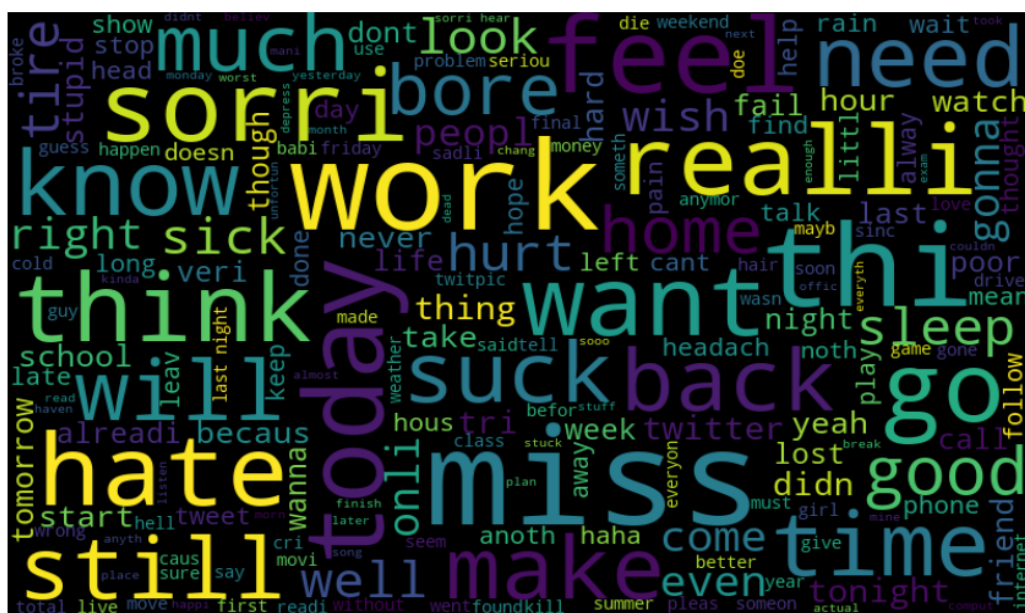 broke didnt believ sorri hear die weekend next took
show much dont look feel need
mani use doe rain wait
tire stop problem seriou help
head monday worst yesterday
stupid sorri day bore hard wish fail hour watch
depress month peopl final find
guess happen babi friday sadli chang money someth enough littl alway thought
know doesn though unfortun work realli exam gonna
dead hope pain anymor talk mayb last sinc love
right sick never home couldn
cold long veri done life hurt left cant hair soon thi poor
kinda twitpic wasn offic everyth drive
guy think made thing want night mean
last night take saidtell sooo headach sleep
school leav keep weather noth game gone
late will almost suck back play go follow
read haven befor stuff
tomorrow alreadi becaus today hous tri week twitter yeah call
listen class stuck away break
hate wanna onli miss everyon lost didn good
start finish plan must phone
wrong hell tweet morn later girl mine friend
anyth cri song seem anoth haha come give time internet
caus sure say movi make better
still place well even year tonight
total live move happi first readi without went foundkill summer pleas someon actual comput